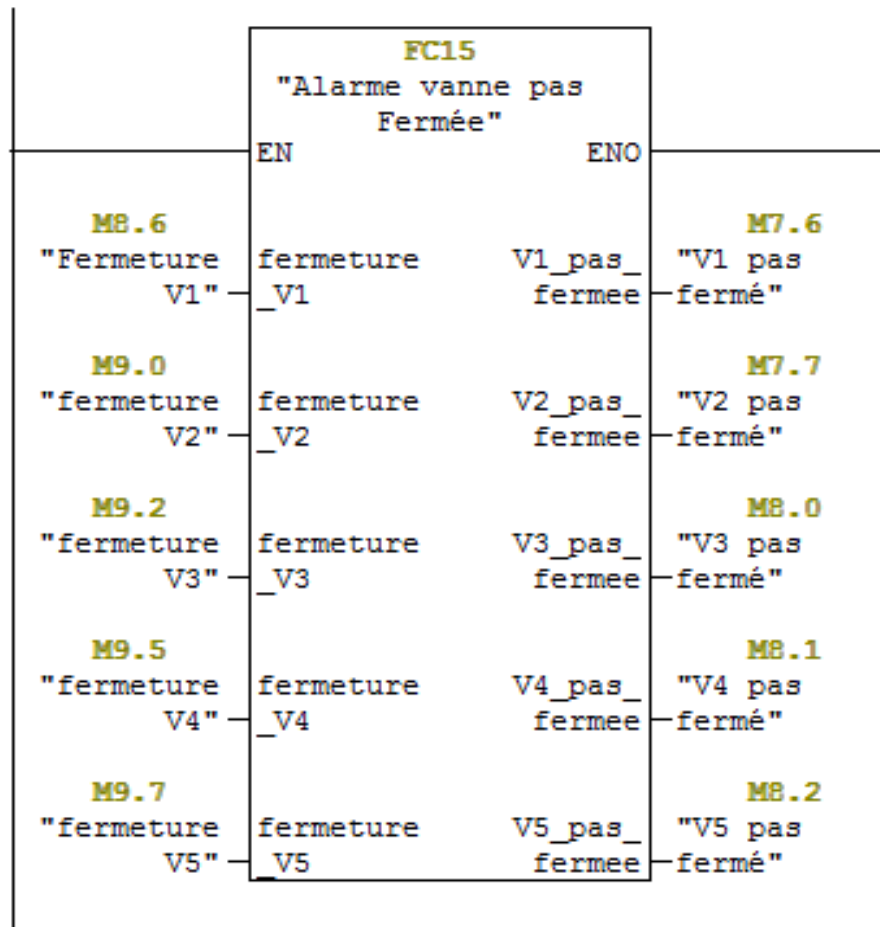 FC15
"Alarme vanne pas
Fermée"
EN ENO
M8.6 M7.6
"Fermeture fermeture V1_pas_ "V1 pas
V1" _V1 fermee fermé"
M9.0 M7.7
"fermeture fermeture V2_pas_ "V2 pas
V2" _V2 fermee fermé"
M9.2 M8.0
"fermeture fermeture V3_pas_ "V3 pas
V3" _V3 fermee fermé"
M9.5 M8.1
"fermeture fermeture V4_pas_ "V4 pas
V4" _V4 fermee fermé"
M9.7 M8.2
"fermeture fermeture V5_pas_ "V5 pas
V5" _V5 fermee fermé"